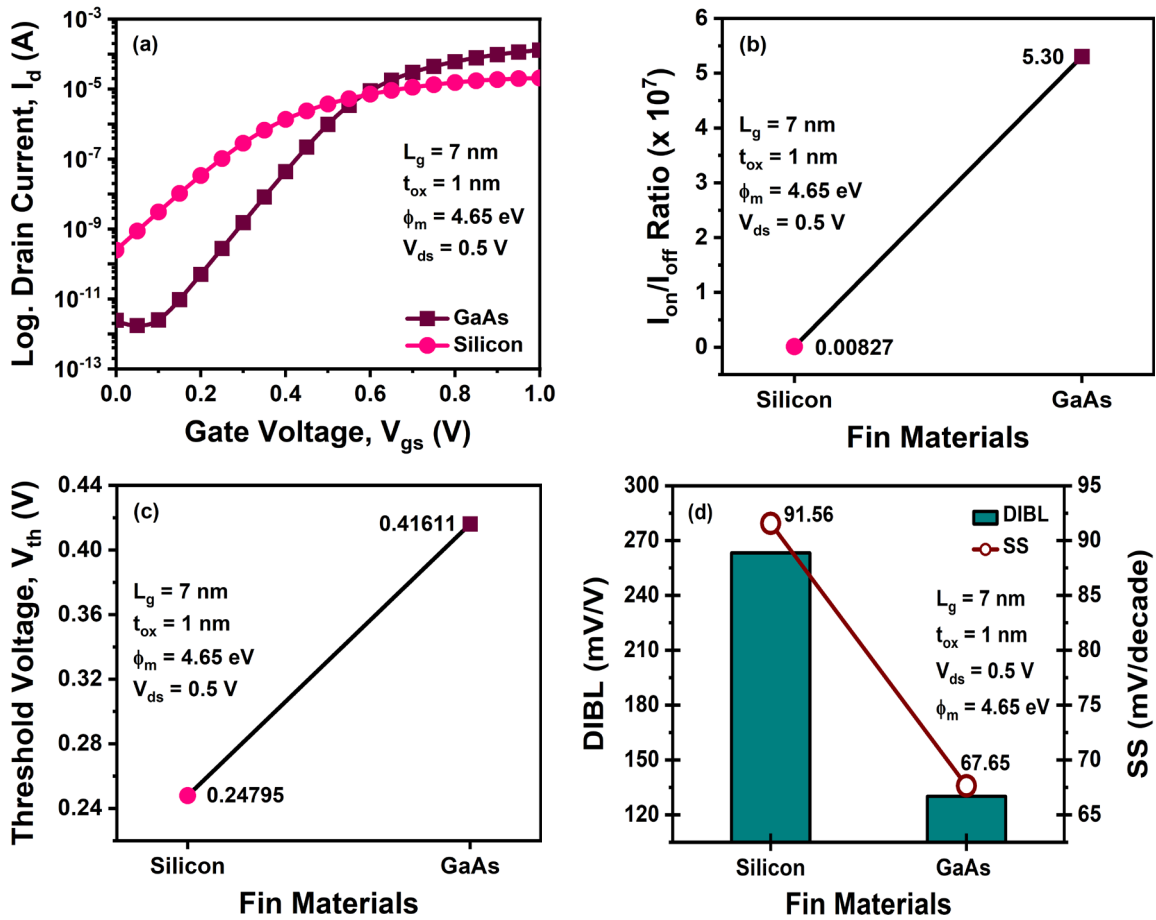 (a)
Log. Drain Current, I_d (A)
10^-3
10^-5
10^-7
10^-9
10^-11
10^-13
L_g = 7 nm
t_ox = 1 nm
ϕ_m = 4.65 eV
V_ds = 0.5 V
GaAs
Silicon
0.0 0.2 0.4 0.6 0.8 1.0
Gate Voltage, V_gs (V)
(b)
I_on/I_off Ratio (x 10^7)
6
5
4
3
2
1
0
5.30
L_g = 7 nm
t_ox = 1 nm
ϕ_m = 4.65 eV
V_ds = 0.5 V
0.00827
Silicon GaAs
Fin Materials
(c)
Threshold Voltage, V_th (V)
0.44
0.40
0.36
0.32
0.28
0.24
0.41611
L_g = 7 nm
t_ox = 1 nm
ϕ_m = 4.65 eV
V_ds = 0.5 V
0.24795
Silicon GaAs
Fin Materials
(d)
DIBL (mV/V)
300
270
240
210
180
150
120
91.56
DIBL
SS
L_g = 7 nm
t_ox = 1 nm
V_ds = 0.5 V
ϕ_m = 4.65 eV
67.65
95
90
85
80
75
70
65
SS (mV/decade)
Silicon GaAs
Fin Materials